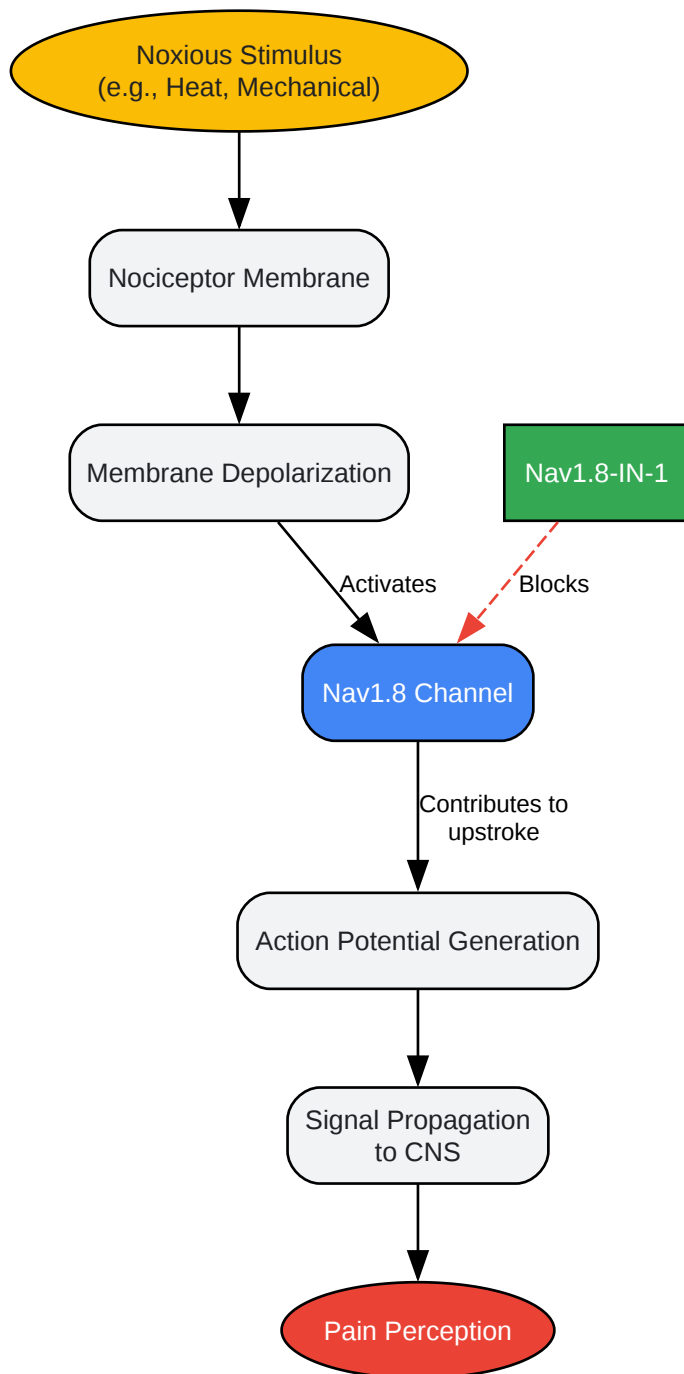 Noxious Stimulus
(e.g., Heat, Mechanical)
Nociceptor Membrane
Membrane Depolarization
Nav1.8-IN-1
Activates
Blocks
Nav1.8 Channel
Contributes to
upstroke
Action Potential Generation
Signal Propagation
to CNS
Pain Perception